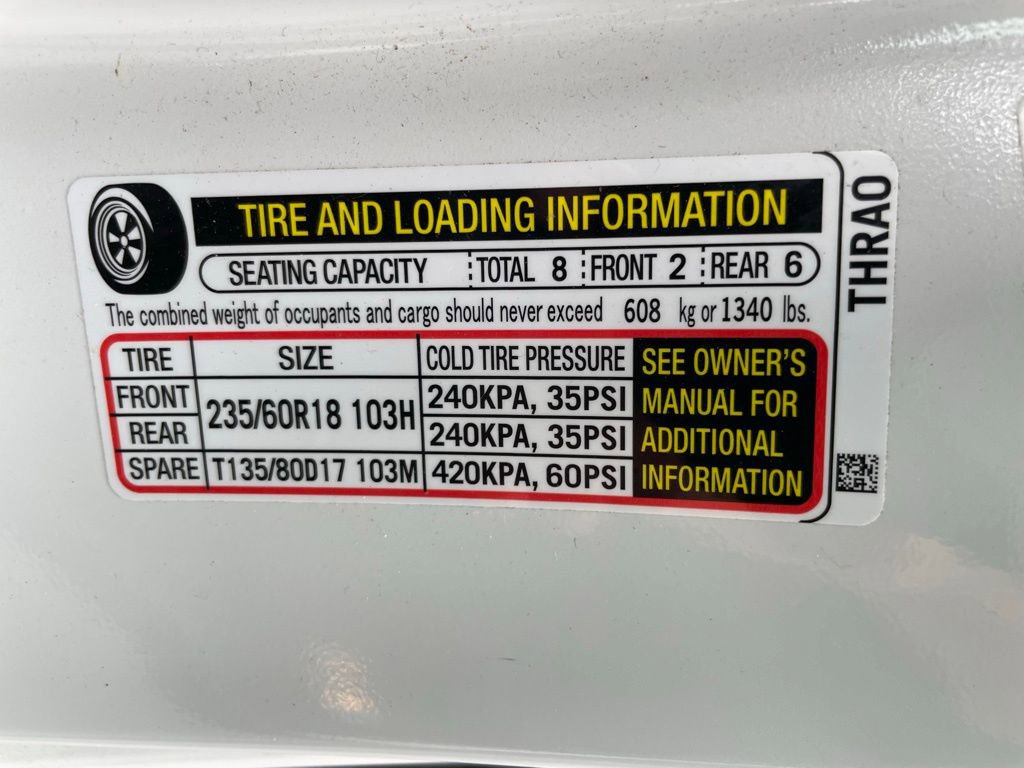 TIRE AND LOADING INFORMATION
SEATING CAPACITY TOTAL 8 FRONT 2 REAR 6
The combined weight of occupants and cargo should never exceed 608 kg or 1340 lbs.
TIRE SIZE COLD TIRE PRESSURE
FRONT 235/60R18 103H 240KPA, 35PSI
REAR 240KPA, 35PSI
SPARE T135/80D17 103M 420KPA, 60PSI
SEE OWNER'S
MANUAL FOR
ADDITIONAL
INFORMATION
THRAO